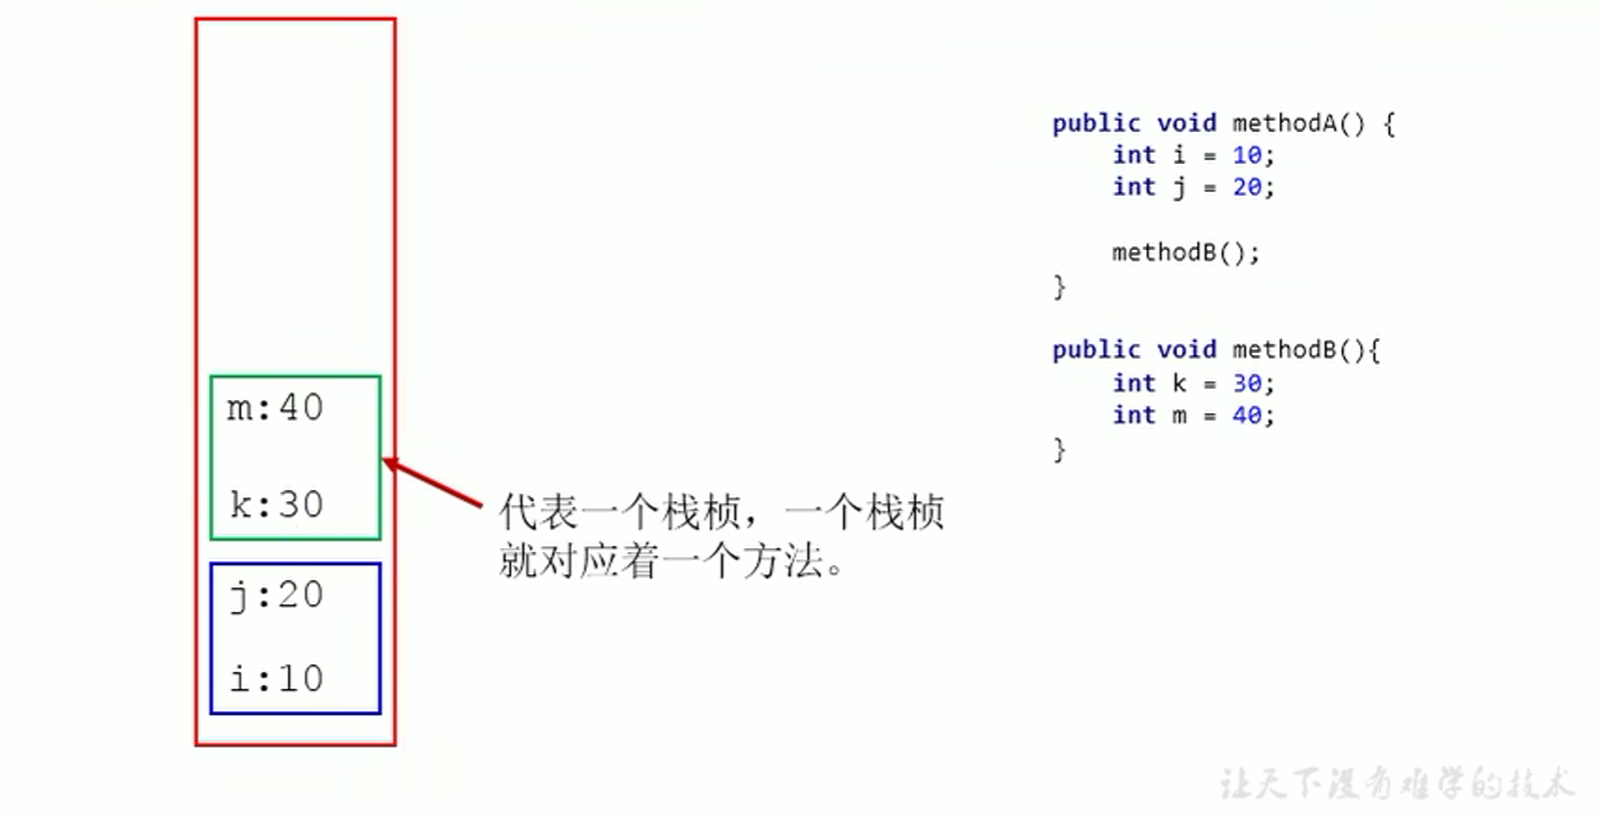 m:40
k:30
j:20
i:10
代表一个栈桢，一个栈桢
就对应着一个方法。
public void methodA() {
    int i = 10;
    int j = 20;
    methodB();
}
public void methodB(){
    int k = 30;
    int m = 40;
}
让天下没有难学的技术